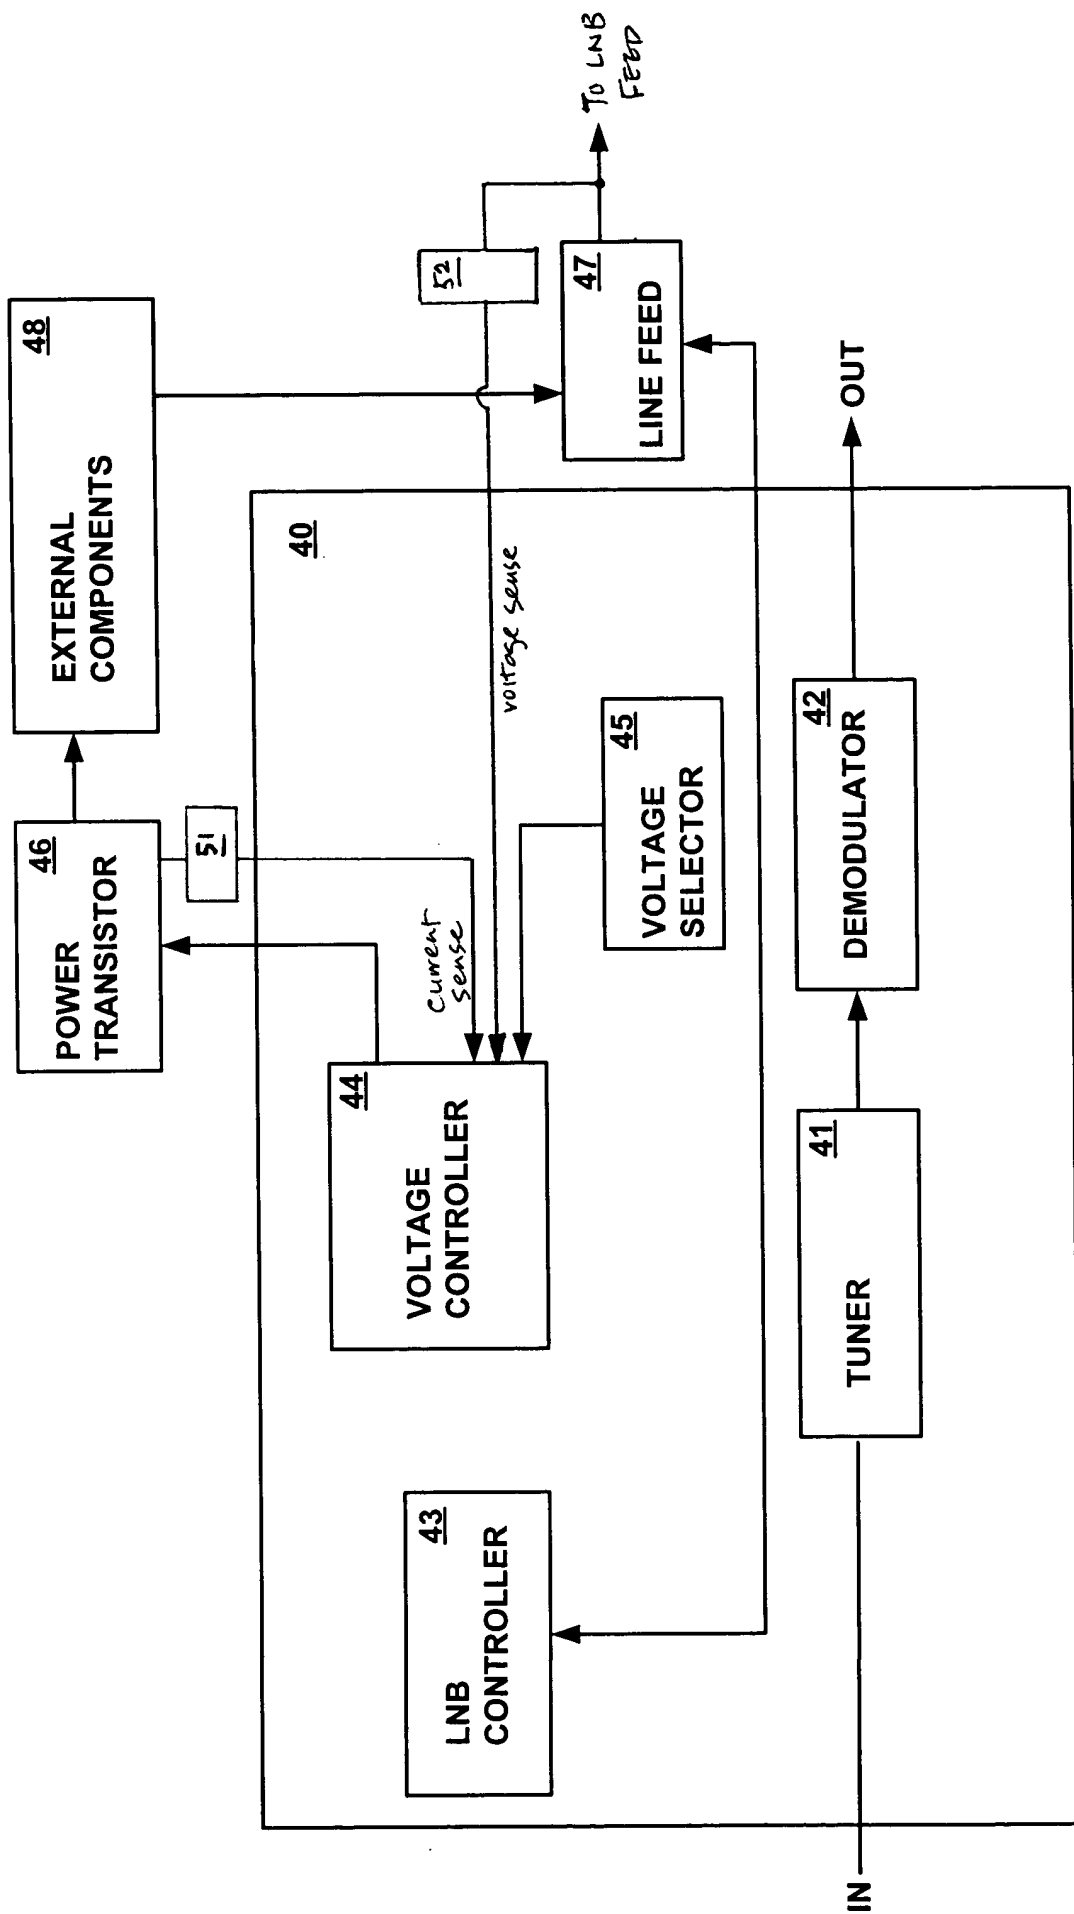 POWER
TRANSISTOR
46
EXTERNAL
COMPONENTS
48
51
52
To LNB
FEED
40
Current
sense
voltage sense
LNB
CONTROLLER
43
VOLTAGE
CONTROLLER
44
VOLTAGE
SELECTOR
45
LINE FEED
47
IN
TUNER
41
DEMODULATOR
42
OUT